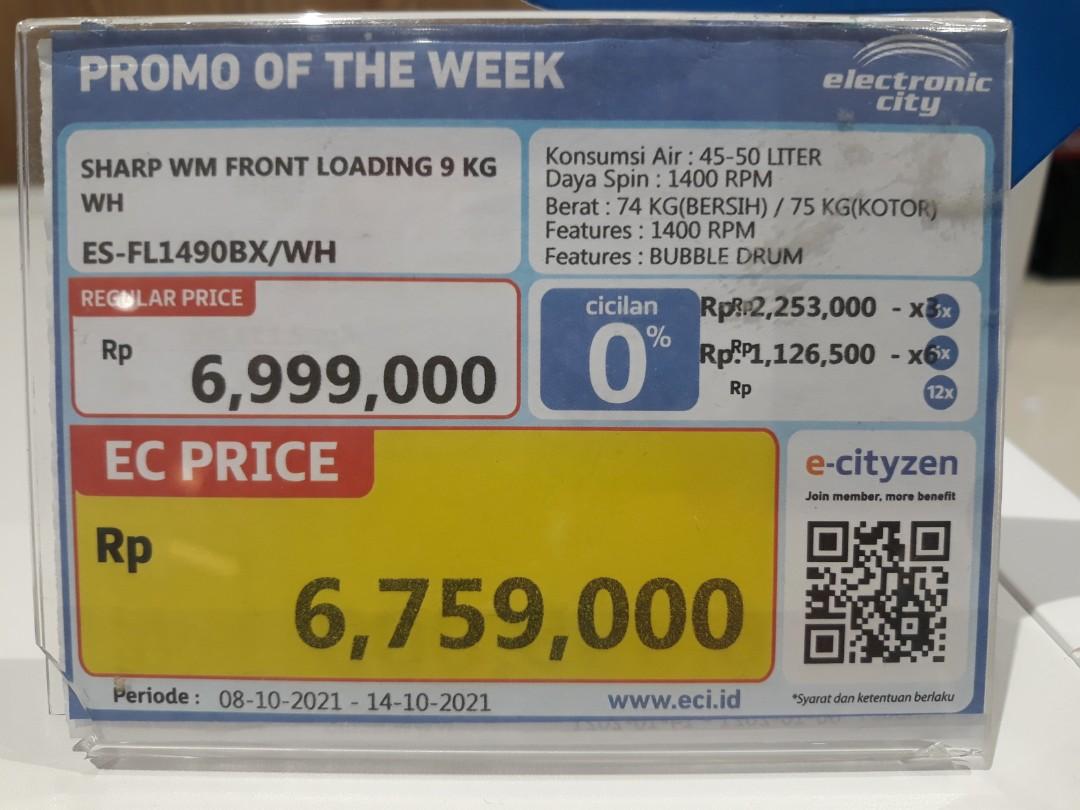 PROMO OF THE WEEK
electronic
city
SHARP WM FRONT LOADING 9 KG
WH
ES-FL1490BX/WH
Konsumsi Air : 45-50 LITER
Daya Spin : 1400 RPM
Berat : 74 KG(BERSIH) / 75 KG(KOTOR)
Features : 1400 RPM
Features : BUBBLE DRUM
REGULAR PRICE
Rp
6,999,000
cicilan
0%
Rp. 2,253,000 - x3
Rp. 1,126,500 - x6
Rp 12x
EC PRICE
Rp
6,759,000
e-cityzen
Join member, more benefit
Periode : 08-10-2021 - 14-10-2021
www.eci.id
*Syarat dan ketentuan berlaku